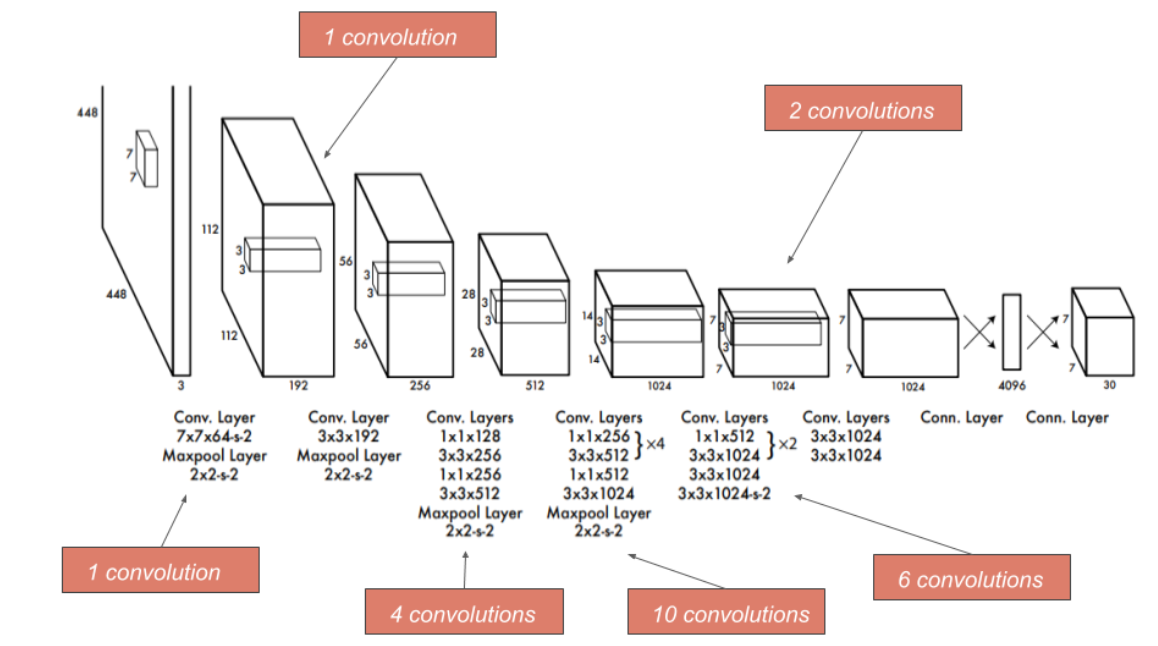 1 convolution
2 convolutions
448
7
7
448
3
112
3
3
112
192
56
3
3
56
256
28
3
3
28
512
14
3
3
14
1024
7
3
3
7
1024
7
7
1024
4096
7
7
30
Conv. Layer
7x7x64-s-2
Maxpool Layer
2x2-s-2
Conv. Layer
3x3x192
Maxpool Layer
2x2-s-2
Conv. Layers
1x1x128
3x3x256
1x1x256
3x3x512
Maxpool Layer
2x2-s-2
Conv. Layers
1x1x256
3x3x512 }×4
1x1x512
3x3x1024
Maxpool Layer
2x2-s-2
Conv. Layers
1x1x512
3x3x1024 }×2
3x3x1024
3x3x1024-s-2
Conv. Layers
3x3x1024
3x3x1024
Conn. Layer
Conn. Layer
1 convolution
4 convolutions
10 convolutions
6 convolutions